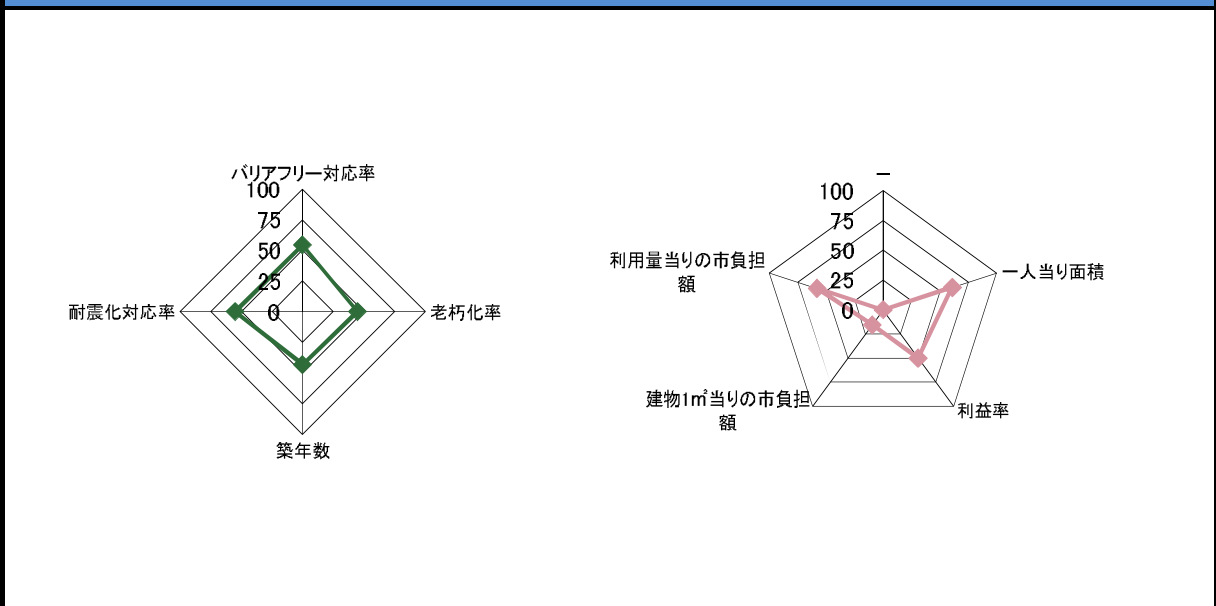 バリアフリー対応率
100
75
50
25
0
耐震化対応率
老朽化率
築年数
ー
100
75
50
25
0
利用量当りの市負担
額
一人当り面積
建物1㎡当りの市負担
額
利益率